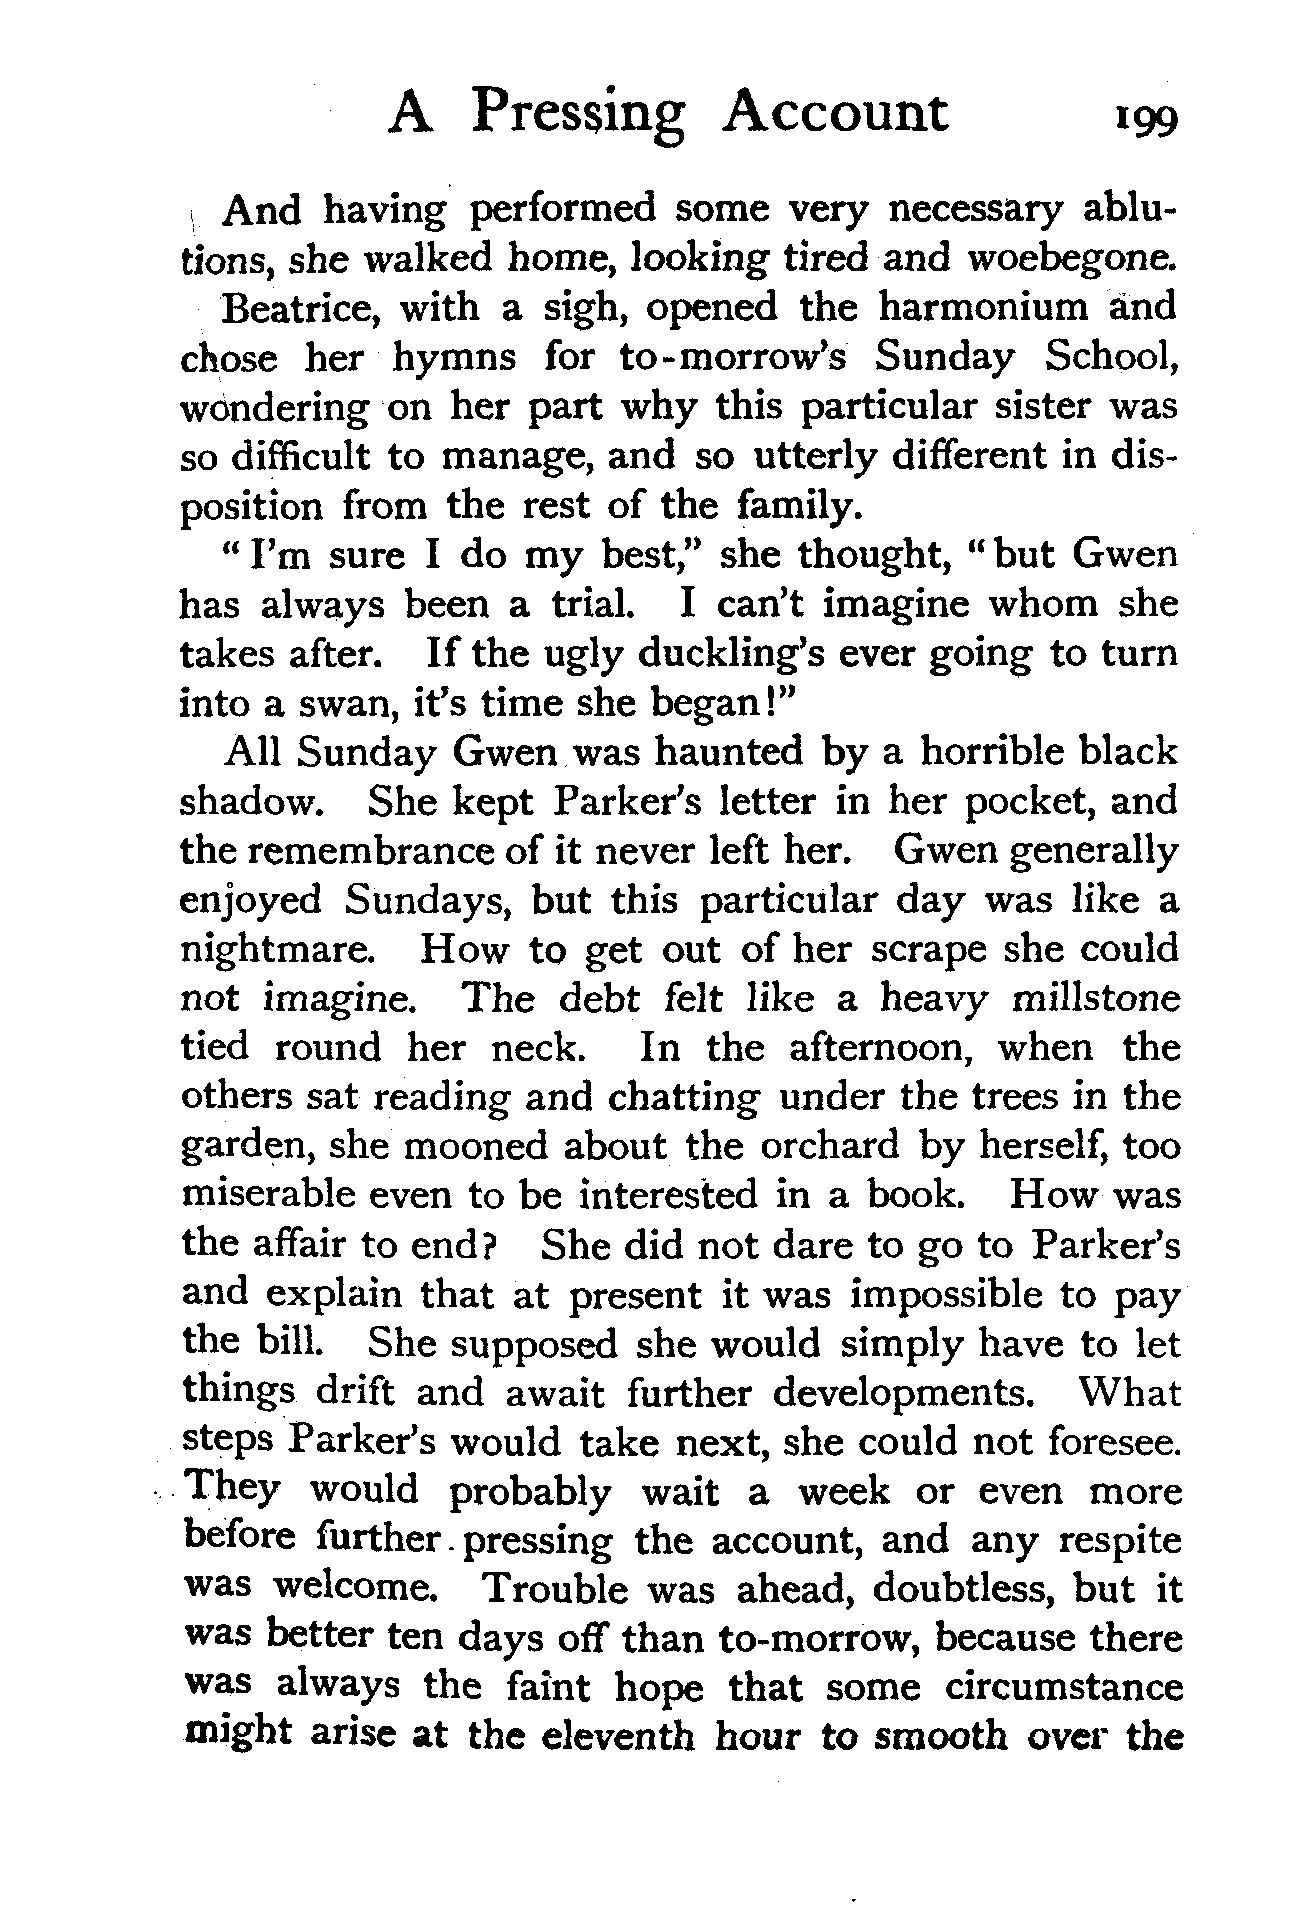 A Pressing Account 199
And having performed some very necessary ablu-
tions, she walked home, looking tired and woebegone.
Beatrice, with a sigh, opened the harmonium and
chose her hymns for to-morrow's Sunday School,
wondering on her part why this particular sister was
so difficult to manage, and so utterly different in dis-
position from the rest of the family.
"I'm sure I do my best," she thought, "but Gwen
has always been a trial. I can't imagine whom she
takes after. If the ugly duckling's ever going to turn
into a swan, it's time she began!"
All Sunday Gwen was haunted by a horrible black
shadow. She kept Parker's letter in her pocket, and
the remembrance of it never left her. Gwen generally
enjoyed Sundays, but this particular day was like a
nightmare. How to get out of her scrape she could
not imagine. The debt felt like a heavy millstone
tied round her neck. In the afternoon, when the
others sat reading and chatting under the trees in the
garden, she mooned about the orchard by herself, too
miserable even to be interested in a book. How was
the affair to end? She did not dare to go to Parker's
and explain that at present it was impossible to pay
the bill. She supposed she would simply have to let
things drift and await further developments. What
steps Parker's would take next, she could not foresee.
They would probably wait a week or even more
before further pressing the account, and any respite
was welcome. Trouble was ahead, doubtless, but it
was better ten days off than to-morrow, because there
was always the faint hope that some circumstance
might arise at the eleventh hour to smooth over the